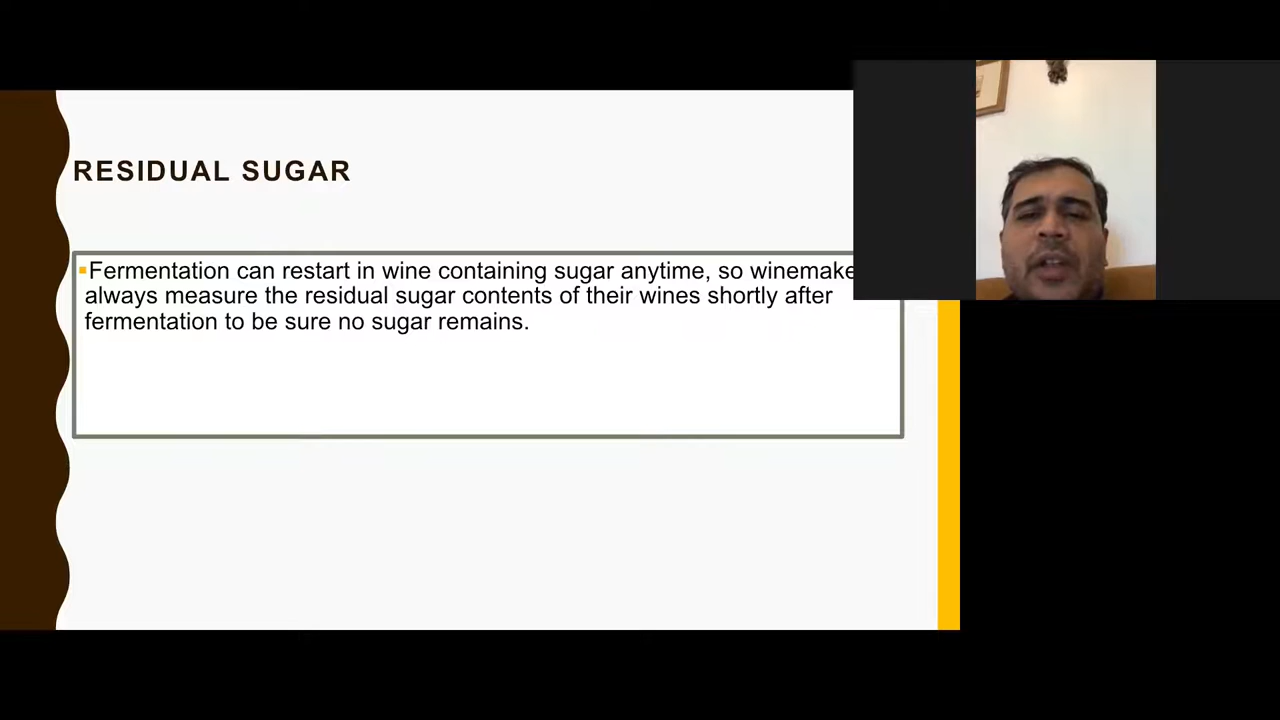 RESIDUAL SUGAR
Fermentation can restart in wine containing sugar anytime, so winemake
always measure the residual sugar contents of their wines shortly after
fermentation to be sure no sugar remains.